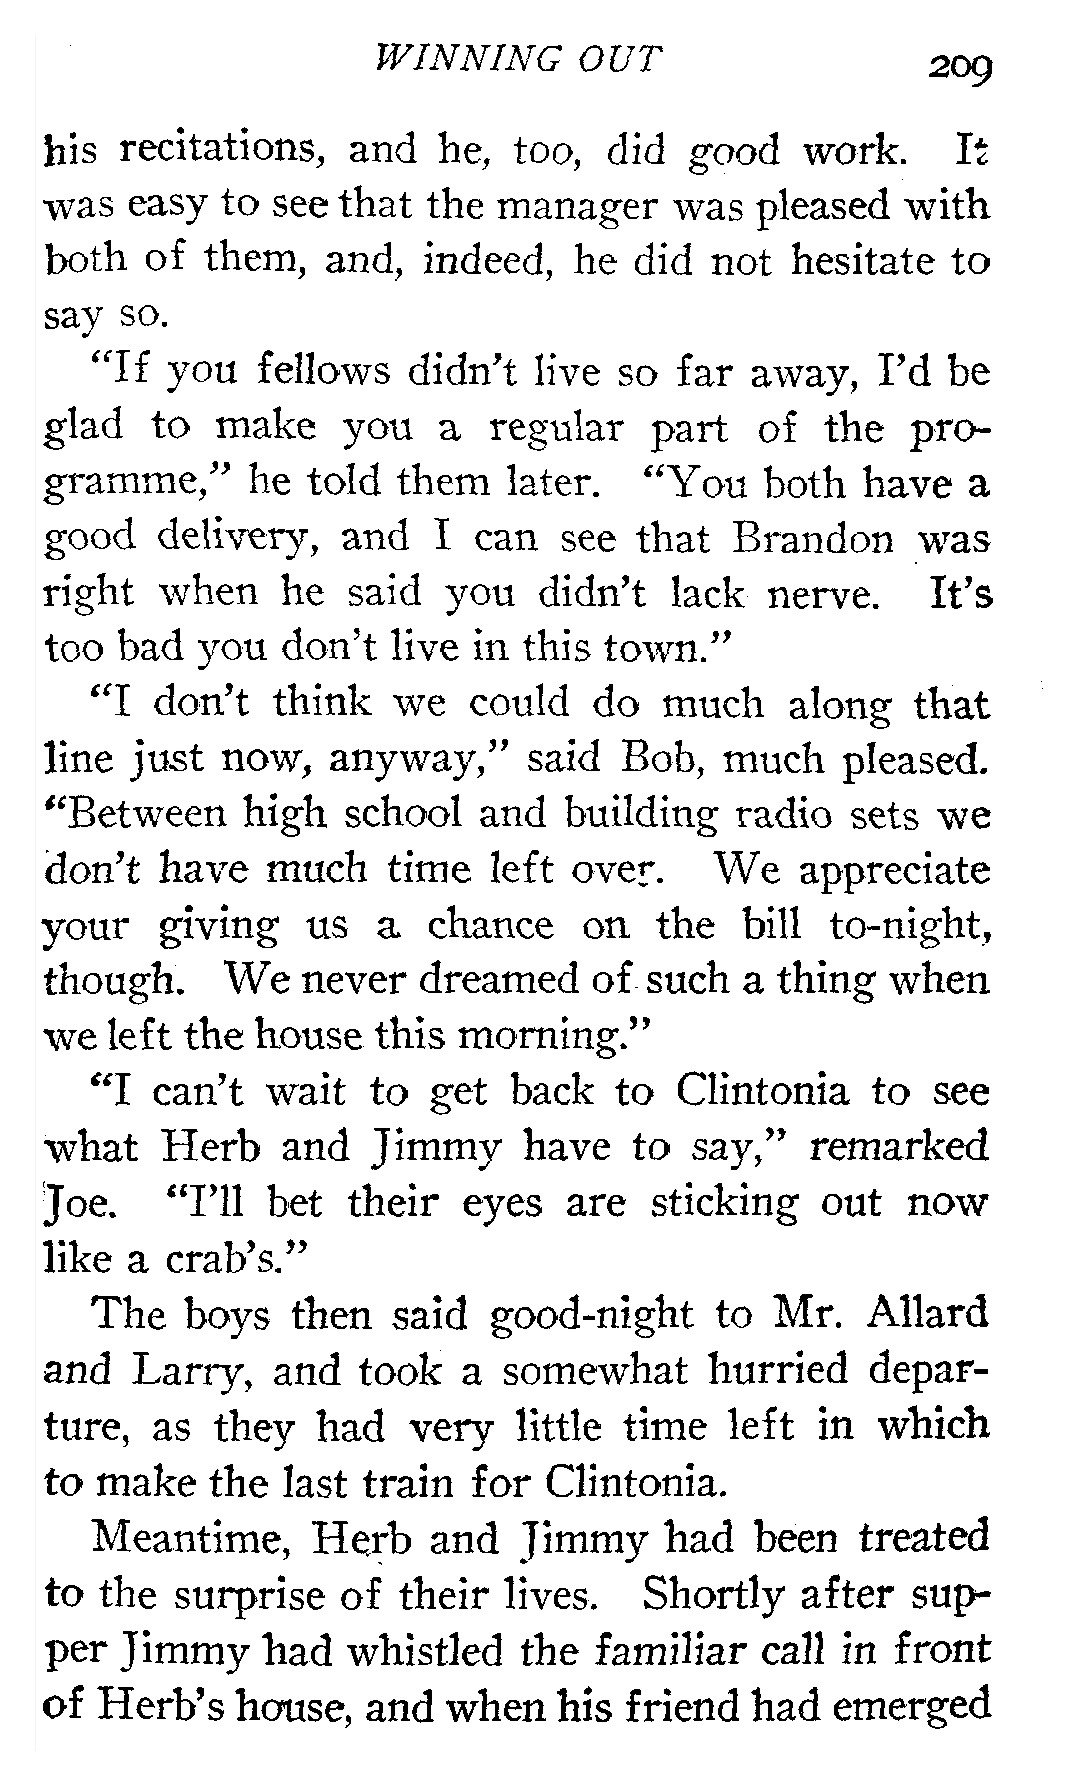 WINNING OUT 209
his recitations, and he, too, did good work. It
was easy to see that the manager was pleased with
both of them, and, indeed, he did not hesitate to
say so.
“If you fellows didn't live so far away, I'd be
glad to make you a regular part of the pro-
gramme,” he told them later. “You both have a
good delivery, and I can see that Brandon was
right when he said you didn't lack nerve. It's
too bad you don't live in this town.”
“I don't think we could do much along that
line just now, anyway,” said Bob, much pleased.
“Between high school and building radio sets we
don't have much time left over. We appreciate
your giving us a chance on the bill to-night,
though. We never dreamed of such a thing when
we left the house this morning.”
“I can't wait to get back to Clintonia to see
what Herb and Jimmy have to say,” remarked
Joe. “I'll bet their eyes are sticking out now
like a crab's.”
The boys then said good-night to Mr. Allard
and Larry, and took a somewhat hurried depar-
ture, as they had very little time left in which
to make the last train for Clintonia.
Meantime, Herb and Jimmy had been treated
to the surprise of their lives. Shortly after sup-
per Jimmy had whistled the familiar call in front
of Herb's house, and when his friend had emerged